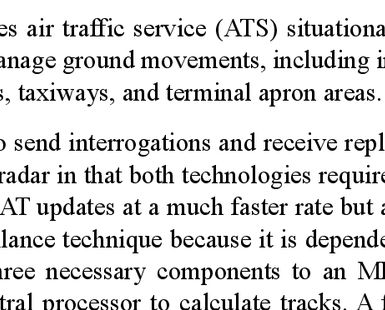 es air traffic service (ATS) situationa
anage ground movements, including i
s, taxiways, and terminal apron areas.
o send interrogations and receive repl
radar in that both technologies require
AT updates at a much faster rate but a
llance technique because it is depende
hree necessary components to an MI
tral processor to calculate tracks. A f